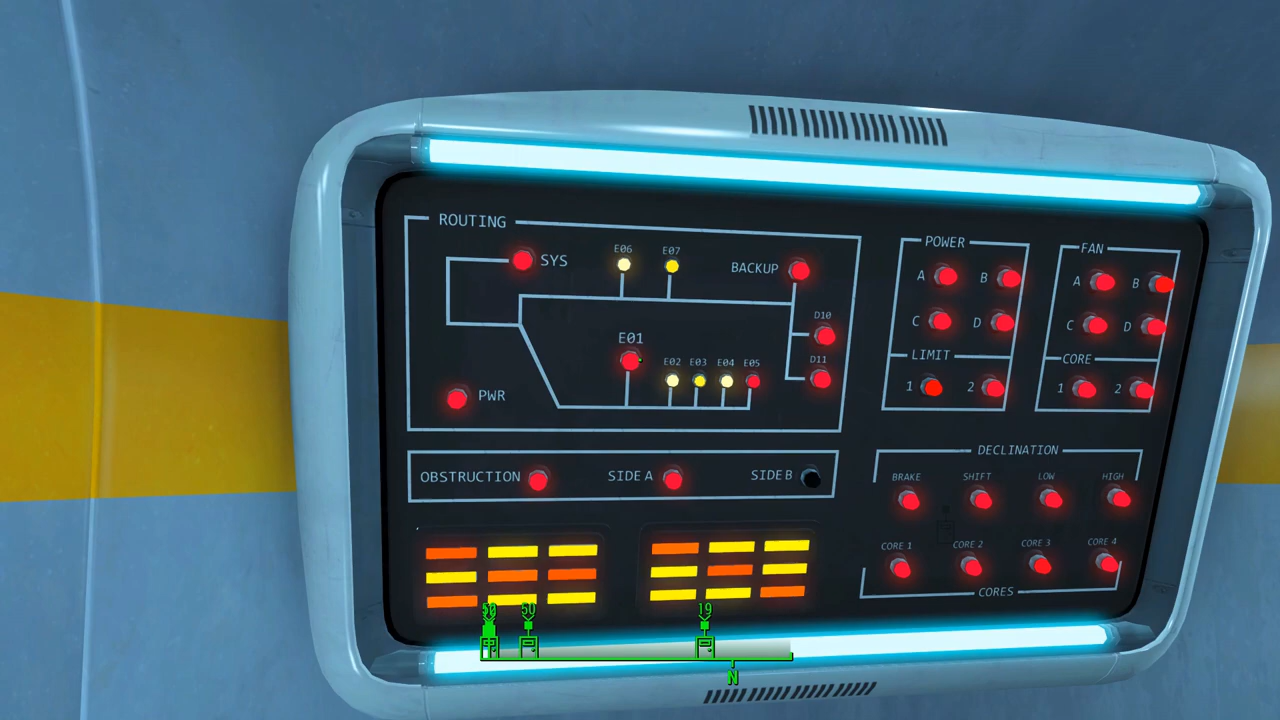 ROUTING
SYS
E06 E07
BACKUP
D10
E01
D11
E02 E03 E04 E05
PWR
OBSTRUCTION SIDE A SIDE B
POWER
A B
C D
LIMIT
1 2
FAN
A B
C D
CORE
1 2
DECLINATION
BRAKE SHIFT LOW HIGH
CORE 1 CORE 2 CORE 3 CORE 4
CORES
50 50 19
N